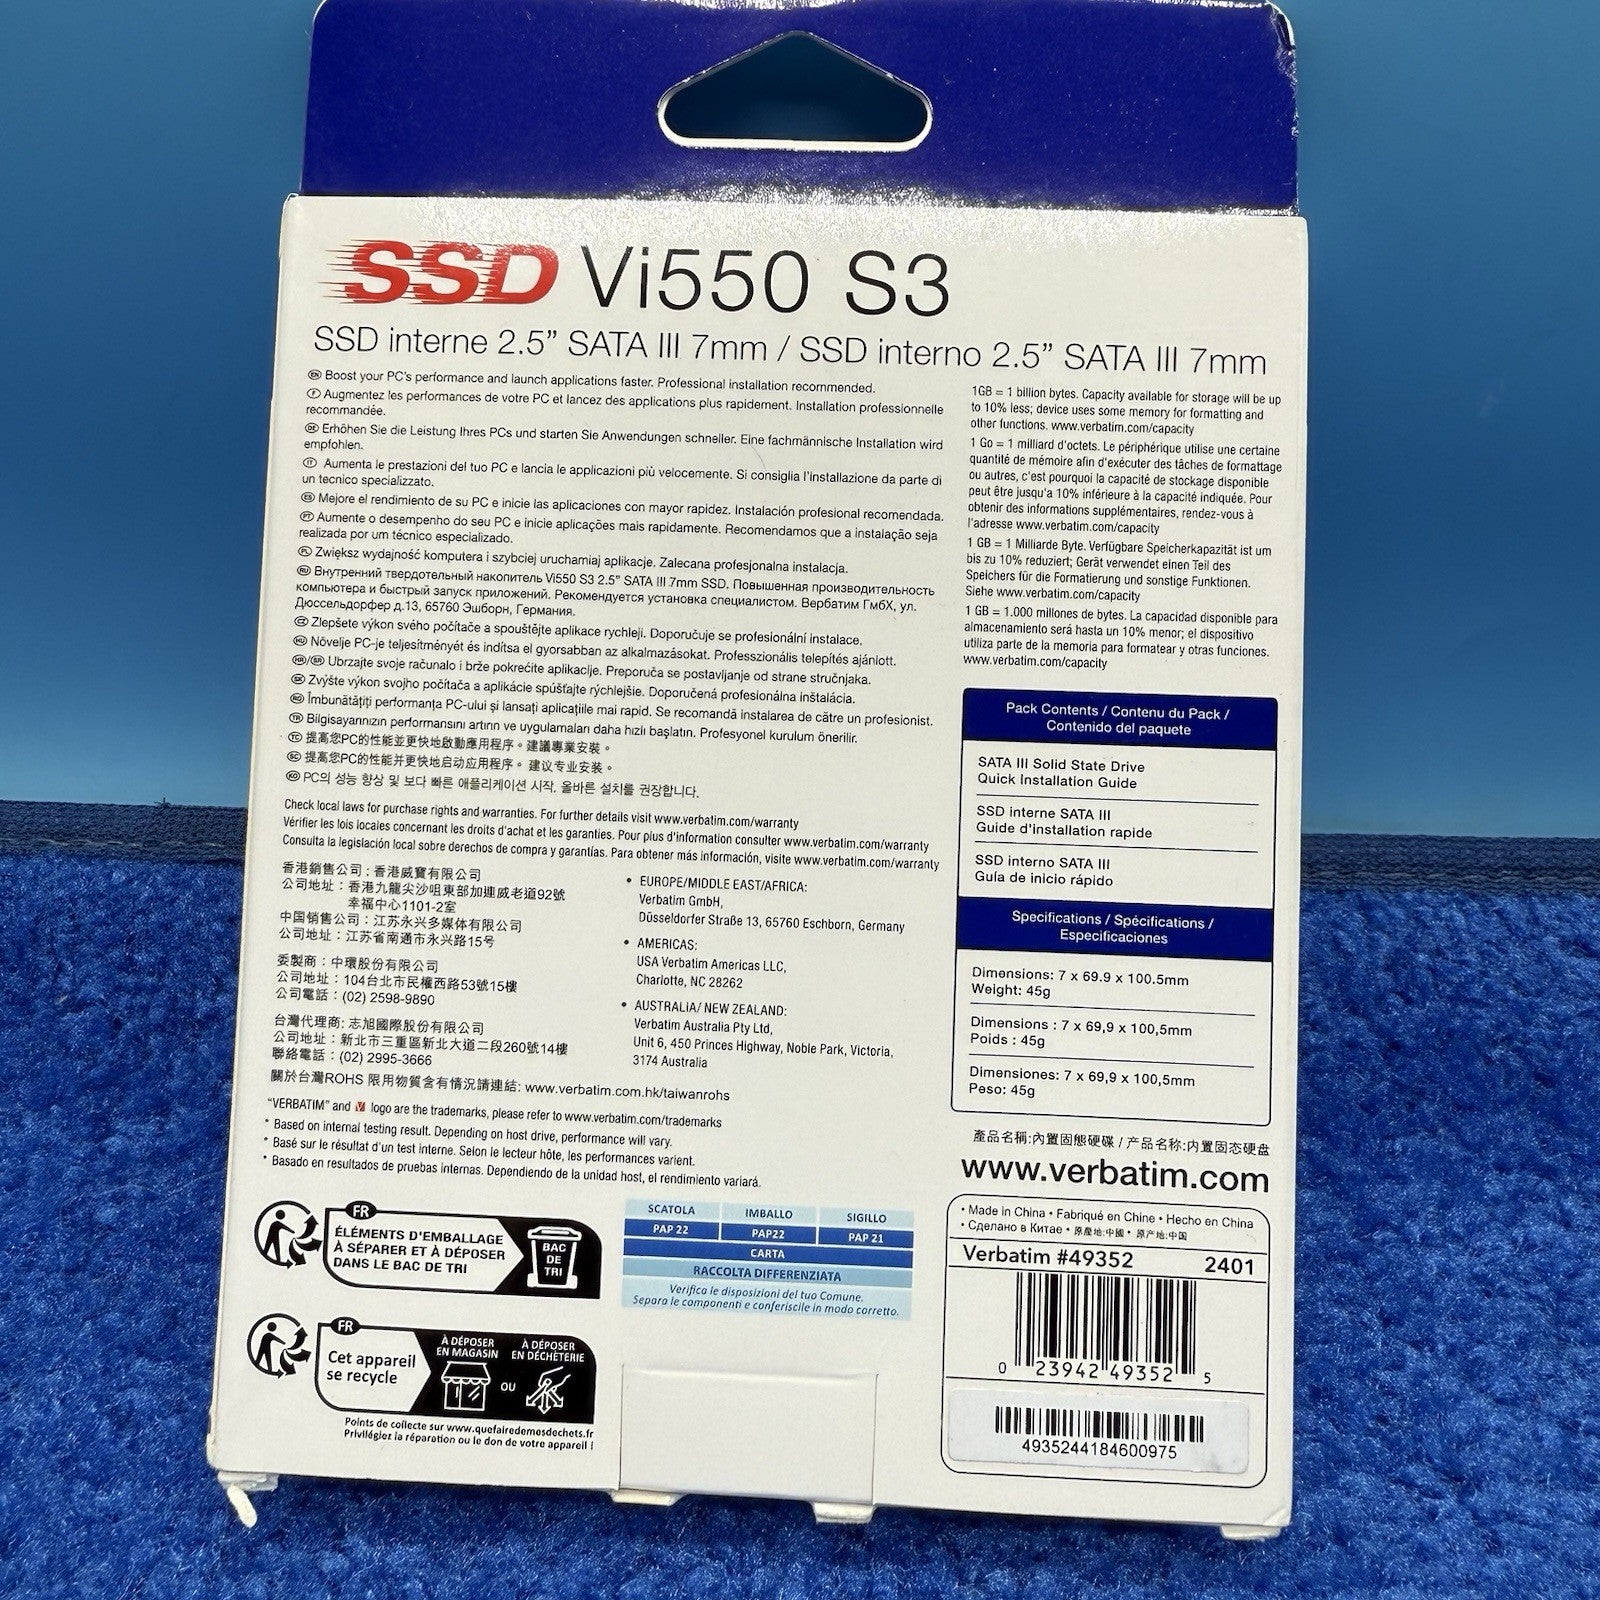 SSD Vi550 S3
SSD interne 2.5” SATA III 7mm / SSD interno 2.5” SATA III 7mm
EN Boost your PC's performance and launch applications faster. Professional installation recommended.
F Augmentez les performances de votre PC et lancez des applications plus rapidement. Installation professionnelle
recommandée.
DE Erhöhen Sie die Leistung Ihres PCs und starten Sie Anwendungen schneller. Eine fachmännische Installation wird
empfohlen.
IT Aumenta le prestazioni del tuo PC e lancia le applicazioni più velocemente. Si consiglia l'installazione da parte di
un tecnico specializzato.
ES Mejore el rendimiento de su PC e inicie las aplicaciones con mayor rapidez. Instalación profesional recomendada.
PT Aumente o desempenho do seu PC e inicie aplicações mais rapidamente. Recomendamos que a instalação seja
realizada por um técnico especializado.
PL Zwiększ wydajność komputera i szybciej uruchamiaj aplikacje. Zalecana profesjonalna instalacja.
RU Внутренний твердотельный накопитель Vi550 S3 2.5” SATA III 7mm SSD. Повышенная производительность
компьютера и быстрый запуск приложений. Рекомендуется установка специалистом. Вербатим ГмбХ, ул.
Дюссельдорфер д.13, 65760 Эшборн, Германия.
CZ Zlepšete výkon svého počítače a spouštějte aplikace rychleji. Doporučuje se profesionální instalace.
HU Növelje PC-je teljesítményét és indítsa el gyorsabban az alkalmazásokat. Professzionális telepítés ajánlott.
HR/SR Ubrzajte svoje računalo i brže pokrećite aplikacije. Preporuča se postavljanje od strane stručnjaka.
SK Zvýšte výkon svojho počítača a aplikácie spúšťajte rýchlejšie. Doporučená profesionálna inštalácia.
RO Îmbunătățiți performanța PC-ului și lansați aplicațiile mai rapid. Se recomandă instalarea de către un profesionist.
TR Bilgisayarınızın performansını artırın ve uygulamaları daha hızlı başlatın. Profesyonel kurulum önerilir.
TC 提高您PC的性能並更快地啟動應用程序。建議專業安裝。
SC 提高您PC的性能并更快地启动应用程序。建议专业安装。
KO PC의 성능 향상 및 보다 빠른 애플리케이션 시작. 올바른 설치를 권장합니다.
Check local laws for purchase rights and warranties. For further details visit www.verbatim.com/warranty
Vérifier les lois locales concernant les droits d'achat et les garanties. Pour plus d'information consulter www.verbatim.com/warranty
Consulta la legislación local sobre derechos de compra y garantías. Para obtener más información, visite www.verbatim.com/warranty
香港銷售公司：香港威寶有限公司
公司地址：香港九龍尖沙咀東部加連威老道92號
幸福中心1101-2室
中国销售公司：江苏永兴多媒体有限公司
公司地址：江苏省南通市永兴路15号
委製商：中環股份有限公司
公司地址：104台北市民權西路53號15樓
公司電話：(02) 2598-9890
台灣代理商: 志旭國際股份有限公司
公司地址：新北市三重區新北大道二段260號14樓
聯絡電話：(02) 2995-3666
關於台灣ROHS 限用物質含有情況請連結: www.verbatim.com.hk/taiwanrohs
• EUROPE/MIDDLE EAST/AFRICA:
Verbatim GmbH,
Düsseldorfer Straße 13, 65760 Eschborn, Germany
• AMERICAS:
USA Verbatim Americas LLC,
Charlotte, NC 28262
• AUSTRALIA/ NEW ZEALAND:
Verbatim Australia Pty Ltd,
Unit 6, 450 Princes Highway, Noble Park, Victoria,
3174 Australia
“VERBATIM” and V logo are the trademarks, please refer to www.verbatim.com/trademarks
* Based on internal testing result. Depending on host drive, performance will vary.
* Basé sur le résultat d'un test interne. Selon le lecteur hôte, les performances varient.
* Basado en resultados de pruebas internas. Dependiendo de la unidad host, el rendimiento variará.
FR
ÉLÉMENTS D'EMBALLAGE
À SÉPARER ET À DÉPOSER
DANS LE BAC DE TRI
BAC
DE
TRI
FR
Cet appareil
se recycle
À DÉPOSER
EN MAGASIN
OU
À DÉPOSER
EN DÉCHÈTERIE
Points de collecte sur www.quefairedemesdechets.fr
Privilégiez la réparation ou le don de votre appareil !
SCATOLA IMBALLO SIGILLO
PAP 22 PAP22 PAP 21
CARTA
RACCOLTA DIFFERENZIATA
Verifica le disposizioni del tuo Comune.
Separa le componenti e conferiscile in modo corretto.
1GB = 1 billion bytes. Capacity available for storage will be up
to 10% less; device uses some memory for formatting and
other functions. www.verbatim.com/capacity
1 Go = 1 milliard d'octets. Le périphérique utilise une certaine
quantité de mémoire afin d'exécuter des tâches de formattage
ou autres, c'est pourquoi la capacité de stockage disponible
peut être jusqu'a 10% inférieure à la capacité indiquée. Pour
obtenir des informations supplémentaires, rendez-vous à
l'adresse www.verbatim.com/capacity
1 GB = 1 Milliarde Byte. Verfügbare Speicherkapazität ist um
bis zu 10% reduziert; Gerät verwendet einen Teil des
Speichers für die Formatierung und sonstige Funktionen.
Siehe www.verbatim.com/capacity
1 GB = 1.000 millones de bytes. La capacidad disponible para
almacenamiento será hasta un 10% menor; el dispositivo
utiliza parte de la memoria para formatear y otras funciones.
www.verbatim.com/capacity
Pack Contents / Contenu du Pack /
Contenido del paquete
SATA III Solid State Drive
Quick Installation Guide
SSD interne SATA III
Guide d'installation rapide
SSD interno SATA III
Guía de inicio rápido
Specifications / Spécifications /
Especificaciones
Dimensions: 7 x 69.9 x 100.5mm
Weight: 45g
Dimensions : 7 x 69,9 x 100,5mm
Poids : 45g
Dimensiones: 7 x 69,9 x 100,5mm
Peso: 45g
產品名稱:內置固態硬碟 / 产品名称:内置固态硬盘
www.verbatim.com
• Made in China • Fabriqué en Chine • Hecho en China
• Сделано в Китае • 原產地:中國 • 原产地:中国
Verbatim #49352 2401
0 23942 49352 5
4935244184600975